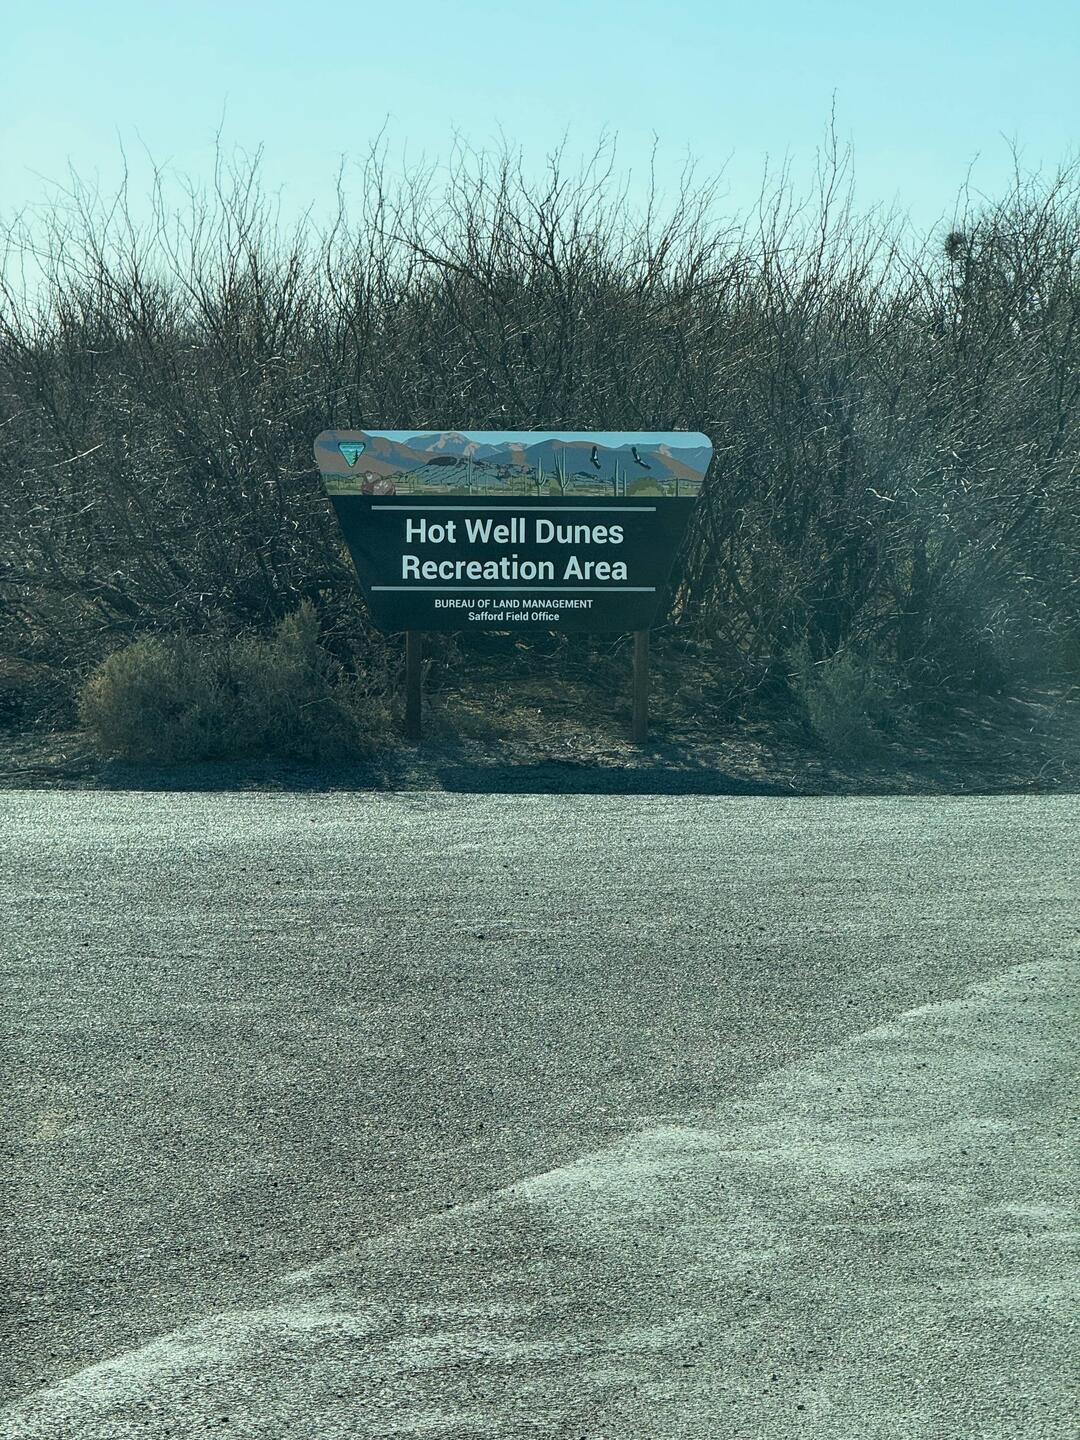 Hot Well Dunes
Recreation Area
BUREAU OF LAND MANAGEMENT
Safford Field Office